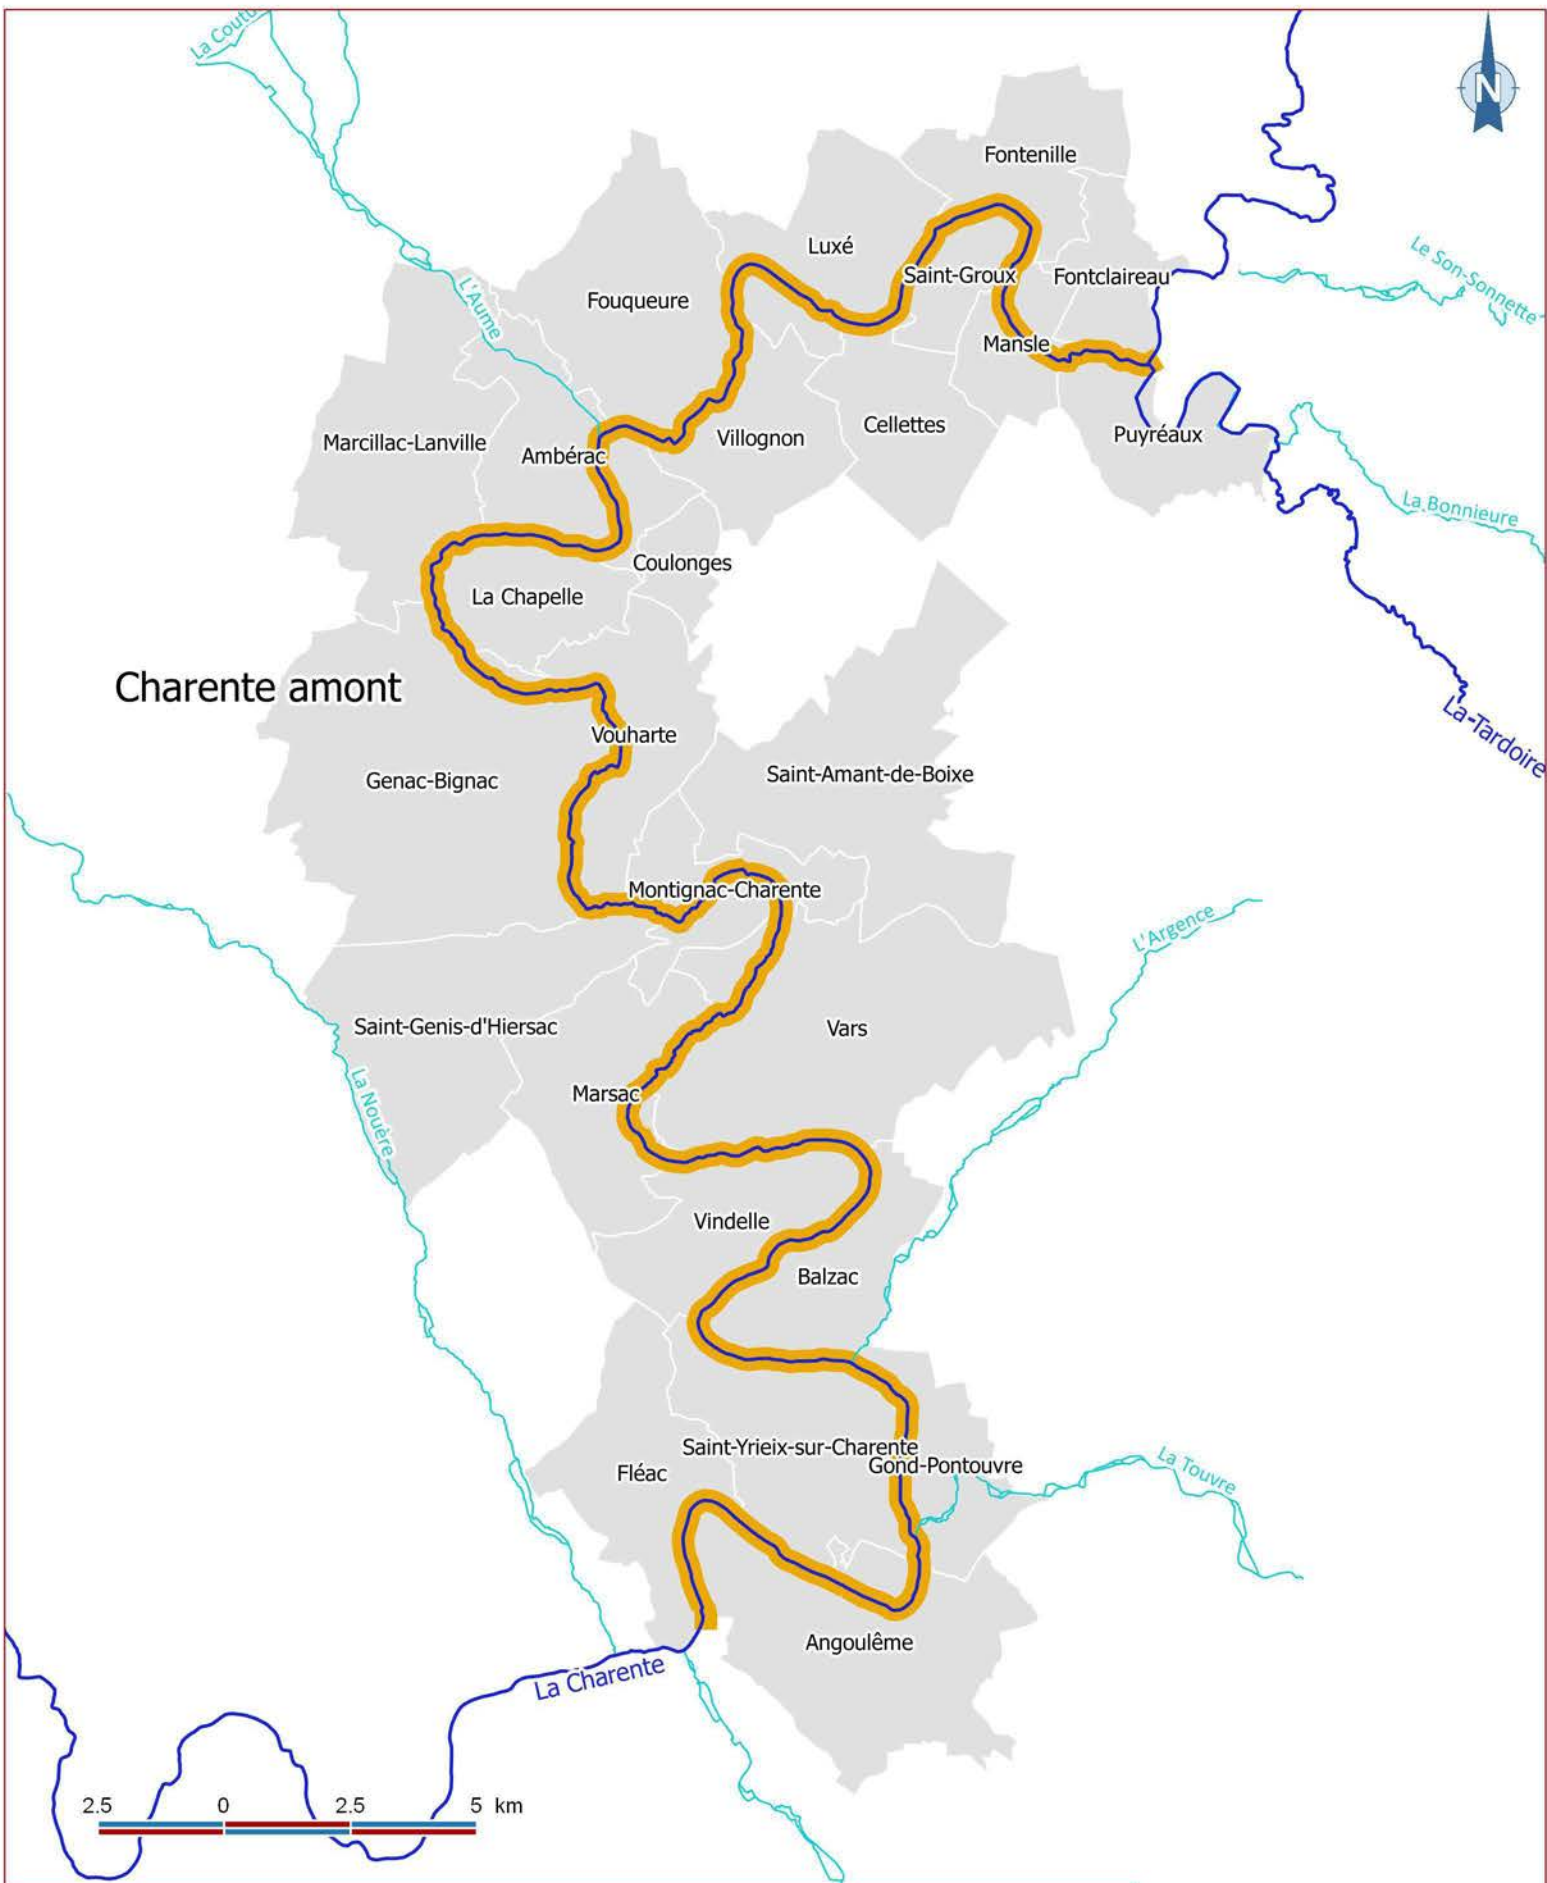 La Coutu
N
Fontenille
Luxé
Le Son-Sonnette
Saint-Groux
Fontclaireau
L'Aume
Fouqueure
Mansle
Marcillac-Lanville
Ambérac
Villognon
Cellettes
Puyréaux
La Bonnieure
Coulonges
La Chapelle
Charente amont
La-Tardoire
Vouharte
Genac-Bignac
Saint-Amant-de-Boixe
Montignac-Charente
L'Argence
Saint-Genis-d'Hiersac
Vars
La Nouère
Marsac
Vindelle
Balzac
Saint-Yrieix-sur-Charente
Fléac
Gond-Pontouvre
La Touvre
Angoulême
La Charente
2.5 0 2.5 5 km